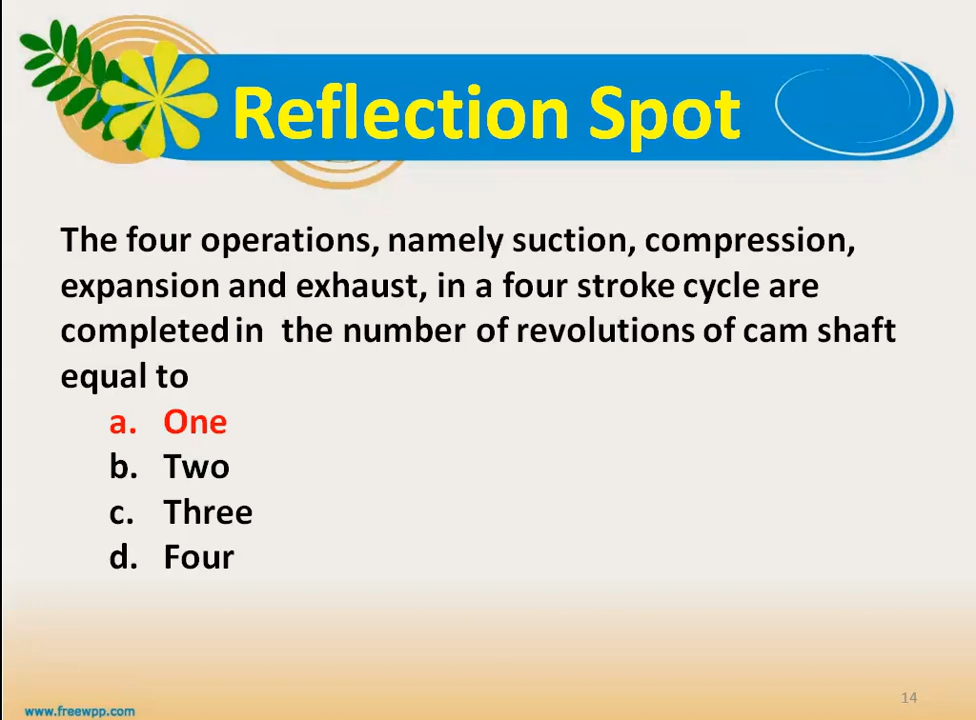 Reflection Spot
The four operations, namely suction, compression,
expansion and exhaust, in a four stroke cycle are
completed in the number of revolutions of cam shaft
equal to
a. One
b. Two
c. Three
d. Four
14
www.freewpp.com